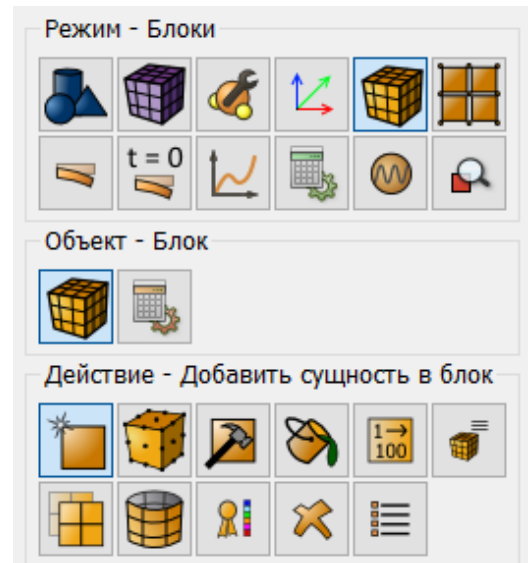 Режим - Блоки
t = 0
Объект - Блок
Действие - Добавить сущность в блок
1→
100